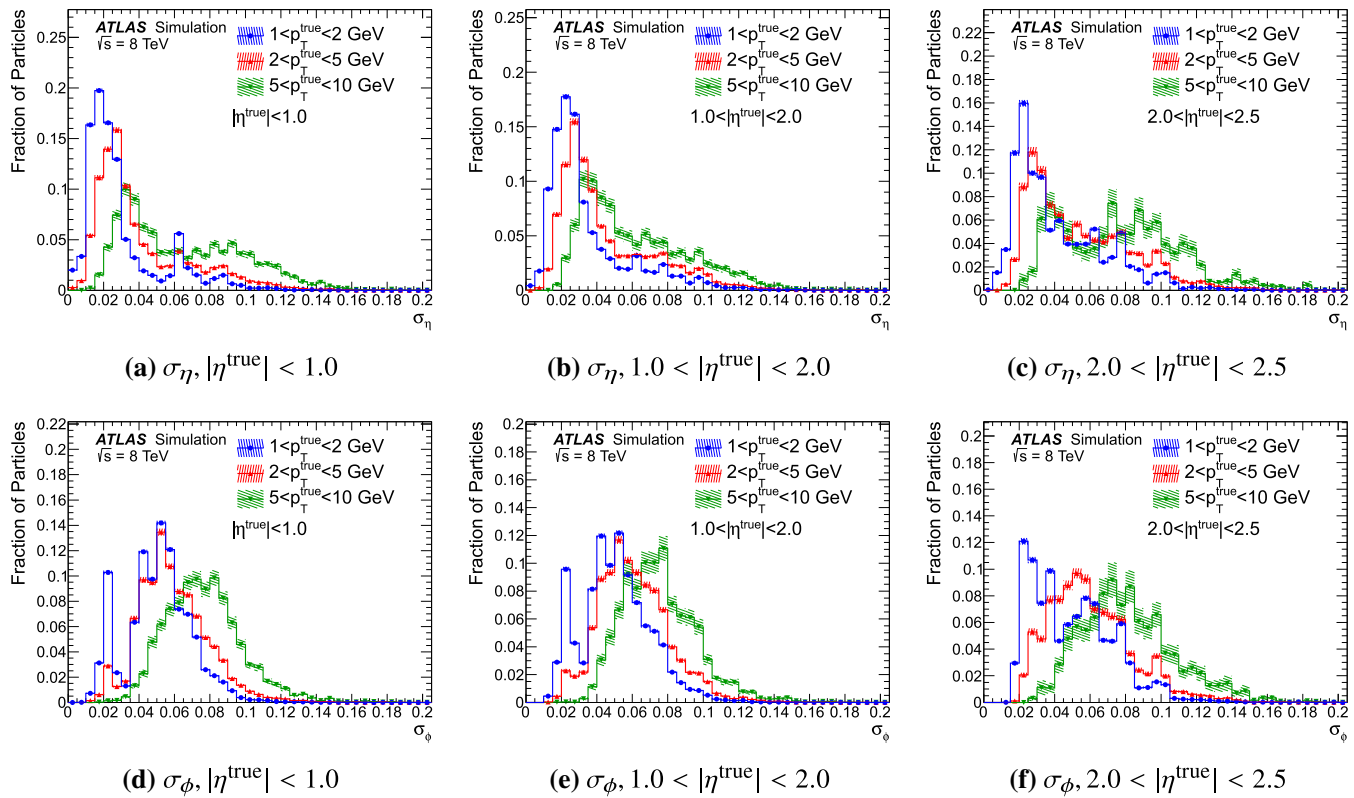 ATLAS Simulation
√s = 8 TeV
1<p_T^true<2 GeV
2<p_T^true<5 GeV
5<p_T^true<10 GeV
|η^true|<1.0
Fraction of Particles
0.25
0.2
0.15
0.1
0.05
0
0 0.02 0.04 0.06 0.08 0.1 0.12 0.14 0.16 0.18 0.2
σ_η
(a) σ_η, |η^true| < 1.0
ATLAS Simulation
√s = 8 TeV
1<p_T^true<2 GeV
2<p_T^true<5 GeV
5<p_T^true<10 GeV
1.0<|η^true|<2.0
Fraction of Particles
0.25
0.2
0.15
0.1
0.05
0
0 0.02 0.04 0.06 0.08 0.1 0.12 0.14 0.16 0.18 0.2
σ_η
(b) σ_η, 1.0 < |η^true| < 2.0
ATLAS Simulation
√s = 8 TeV
1<p_T^true<2 GeV
2<p_T^true<5 GeV
5<p_T^true<10 GeV
2.0<|η^true|<2.5
Fraction of Particles
0.22
0.2
0.18
0.16
0.14
0.12
0.1
0.08
0.06
0.04
0.02
0
0 0.02 0.04 0.06 0.08 0.1 0.12 0.14 0.16 0.18 0.2
σ_η
(c) σ_η, 2.0 < |η^true| < 2.5
ATLAS Simulation
√s = 8 TeV
1<p_T^true<2 GeV
2<p_T^true<5 GeV
5<p_T^true<10 GeV
|η^true|<1.0
Fraction of Particles
0.22
0.2
0.18
0.16
0.14
0.12
0.1
0.08
0.06
0.04
0.02
0
0 0.02 0.04 0.06 0.08 0.1 0.12 0.14 0.16 0.18 0.2
σ_ϕ
(d) σ_ϕ, |η^true| < 1.0
ATLAS Simulation
√s = 8 TeV
1<p_T^true<2 GeV
2<p_T^true<5 GeV
5<p_T^true<10 GeV
1.0<|η^true|<2.0
Fraction of Particles
0.2
0.18
0.16
0.14
0.12
0.1
0.08
0.06
0.04
0.02
0
0 0.02 0.04 0.06 0.08 0.1 0.12 0.14 0.16 0.18 0.2
σ_ϕ
(e) σ_ϕ, 1.0 < |η^true| < 2.0
ATLAS Simulation
√s = 8 TeV
1<p_T^true<2 GeV
2<p_T^true<5 GeV
5<p_T^true<10 GeV
2.0<|η^true|<2.5
Fraction of Particles
0.2
0.18
0.16
0.14
0.12
0.1
0.08
0.06
0.04
0.02
0
0 0.02 0.04 0.06 0.08 0.1 0.12 0.14 0.16 0.18 0.2
σ_ϕ
(f) σ_ϕ, 2.0 < |η^true| < 2.5